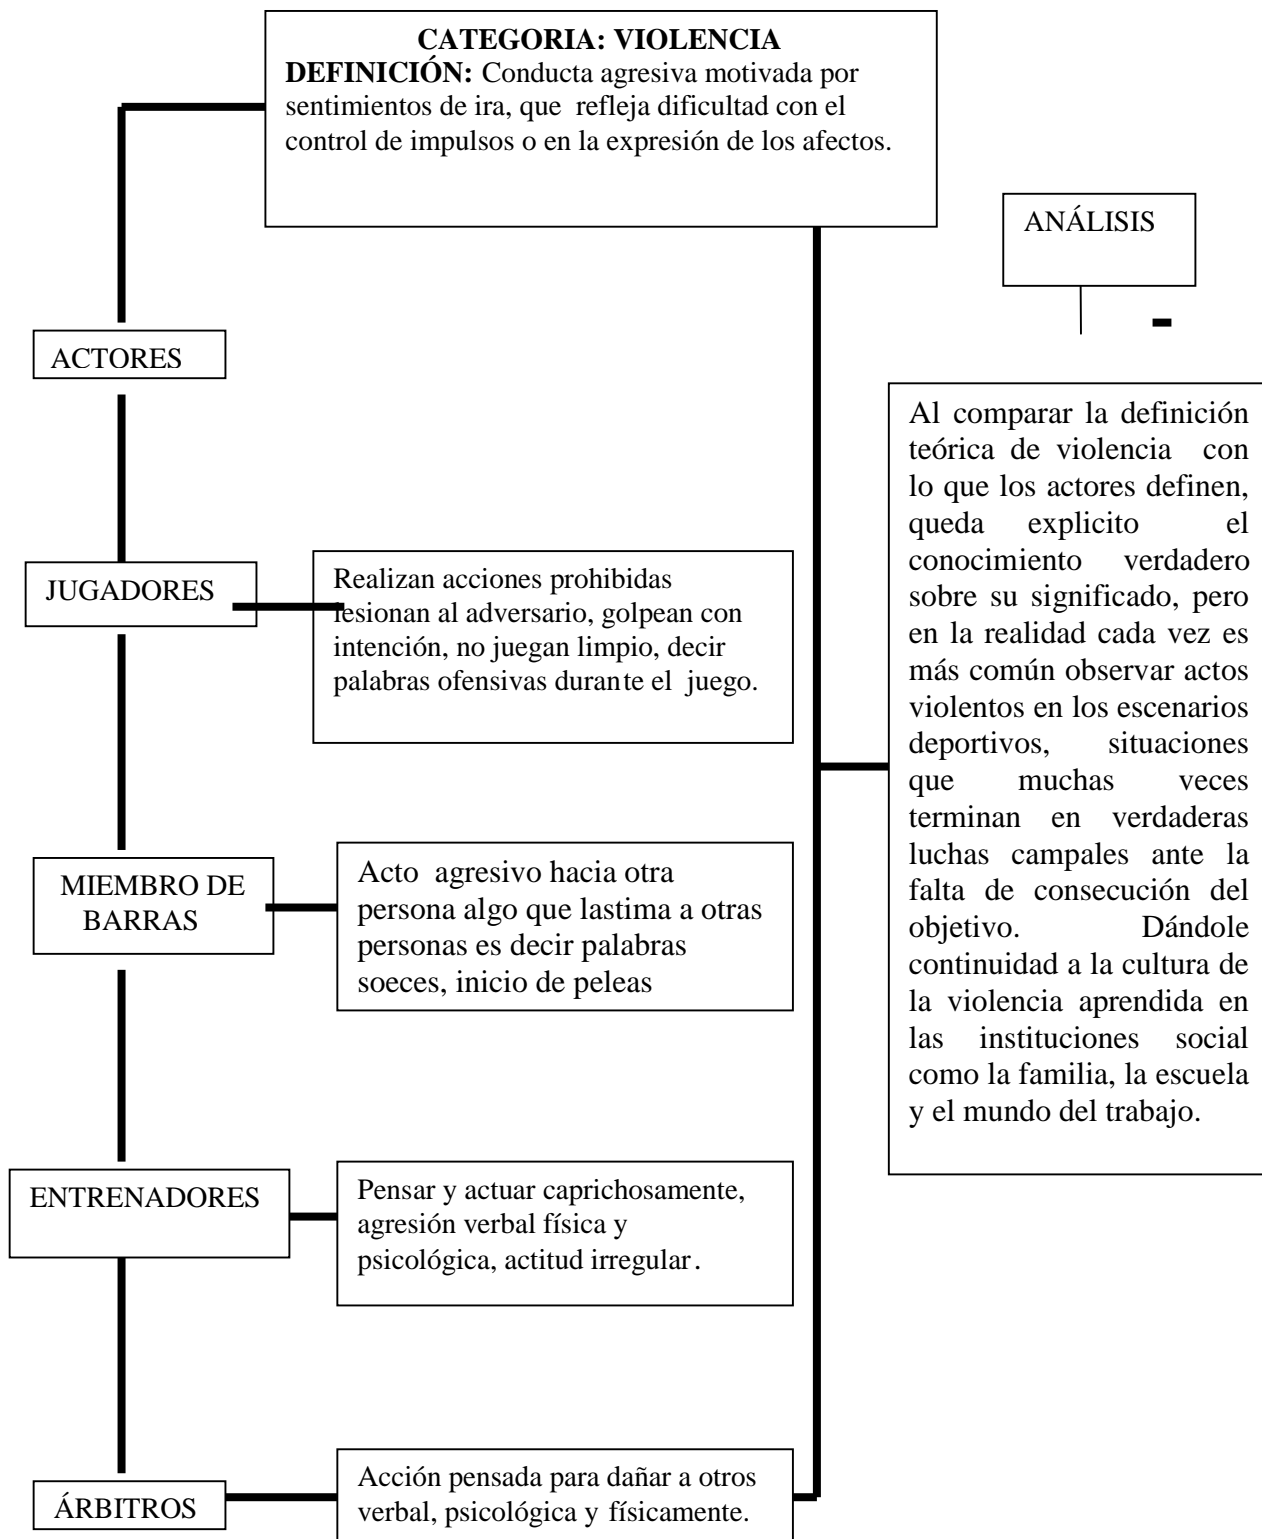 CATEGORIA: VIOLENCIA
DEFINICIÓN: Conducta agresiva motivada por
sentimientos de ira, que refleja dificultad con el
control de impulsos o en la expresión de los afectos.
ANÁLISIS
ACTORES
Al comparar la definición
teórica de violencia con
lo que los actores definen,
queda explicito el
conocimiento verdadero
sobre su significado, pero
en la realidad cada vez es
más común observar actos
violentos en los escenarios
deportivos, situaciones
que muchas veces
terminan en verdaderas
luchas campales ante la
falta de consecución del
objetivo. Dándole
continuidad a la cultura de
la violencia aprendida en
las instituciones social
como la familia, la escuela
y el mundo del trabajo.
JUGADORES
Realizan acciones prohibidas
lesionan al adversario, golpean con
intención, no juegan limpio, decir
palabras ofensivas durante el juego.
MIEMBRO DE
BARRAS
Acto agresivo hacia otra
persona algo que lastima a otras
personas es decir palabras
soeces, inicio de peleas
ENTRENADORES
Pensar y actuar caprichosamente,
agresión verbal física y
psicológica, actitud irregular.
ÁRBITROS
Acción pensada para dañar a otros
verbal, psicológica y físicamente.